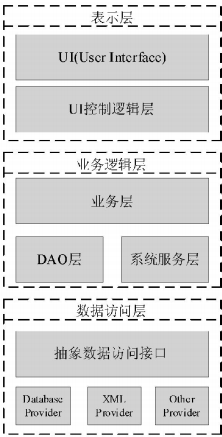 表示层
UI(User Interface)
UI控制逻辑层
业务逻辑层
业务层
DAO层
系统服务层
数据访问层
抽象数据访问接口
Database
Provider
XML
Provider
Other
Provider